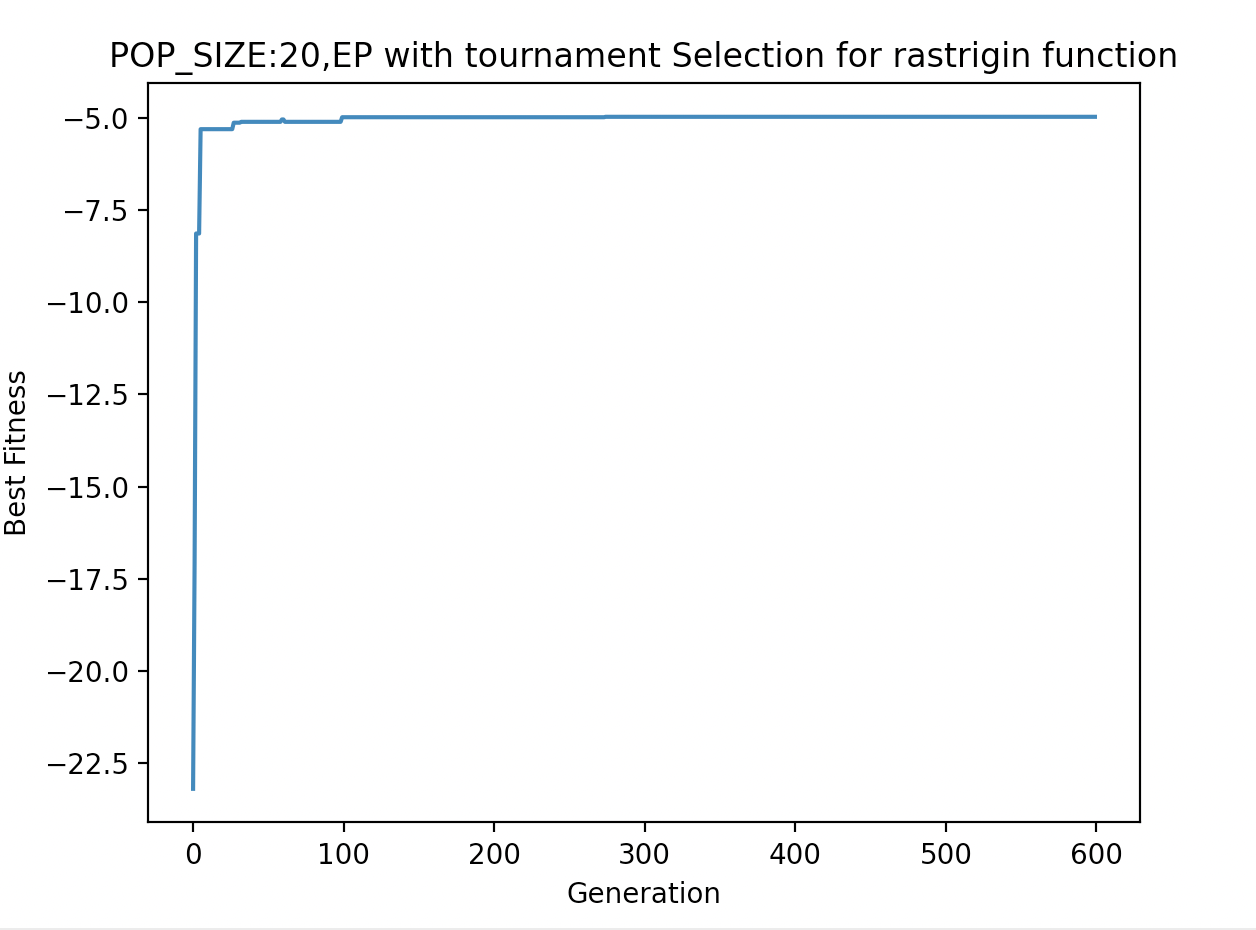 POP_SIZE:20,EP with tournament Selection for rastrigin function
−5.0
−7.5
−10.0
−12.5
−15.0
−17.5
−20.0
−22.5
Best Fitness
0 100 200 300 400 500 600
Generation